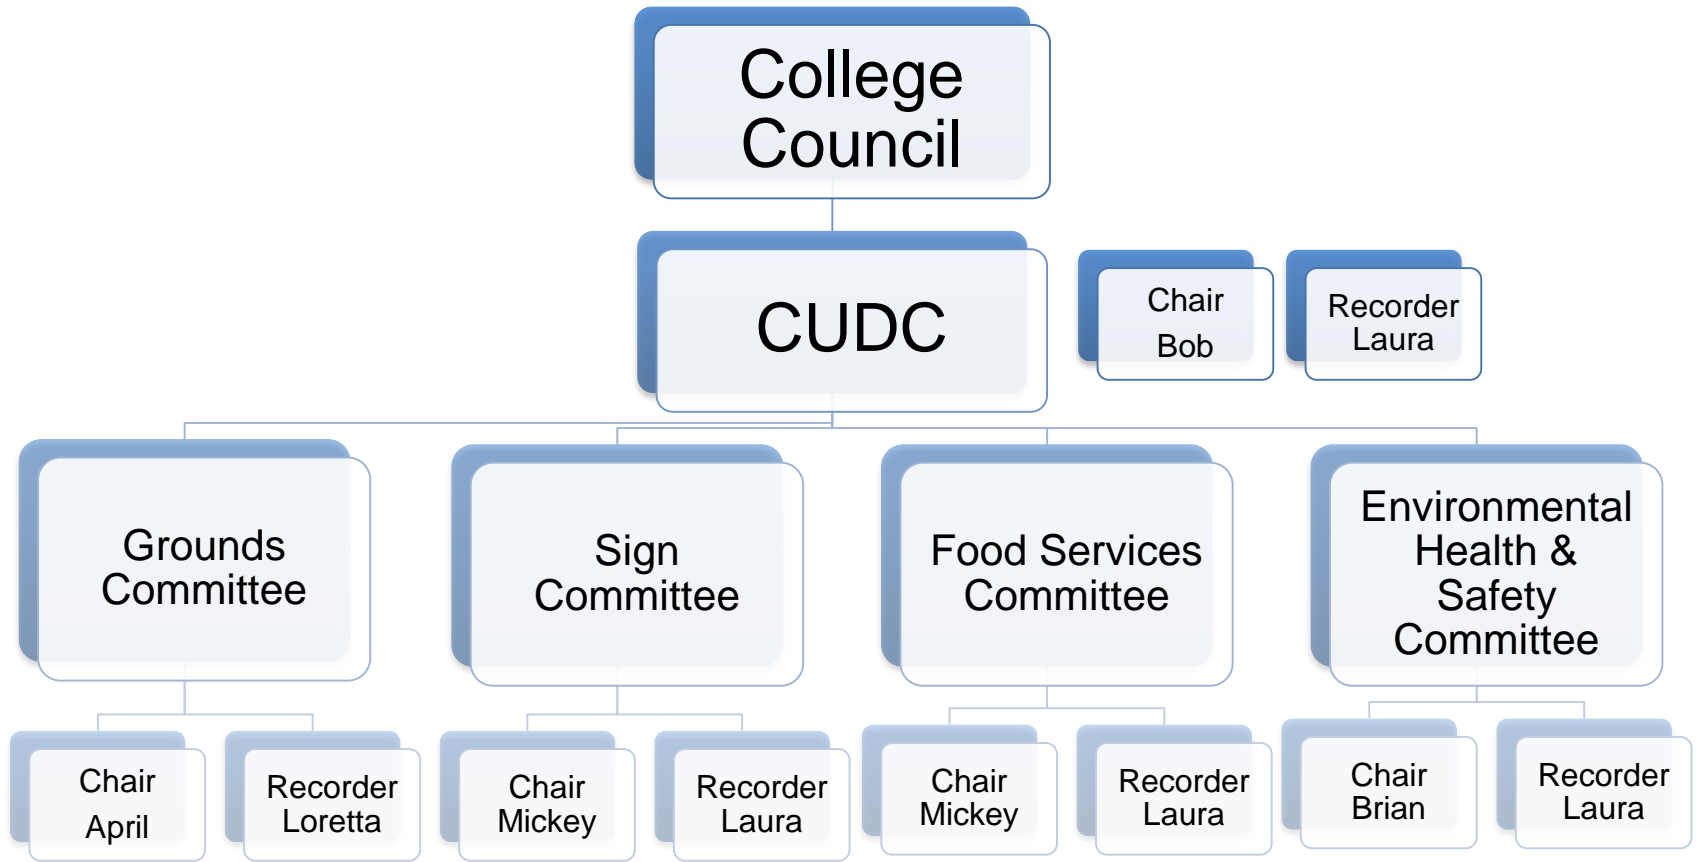 College
Council
CUDC
Chair
Bob
Recorder
Laura
Grounds
Committee
Sign
Committee
Food Services
Committee
Environmental
Health &
Safety
Committee
Chair
April
Recorder
Loretta
Chair
Mickey
Recorder
Laura
Chair
Mickey
Recorder
Laura
Chair
Brian
Recorder
Laura